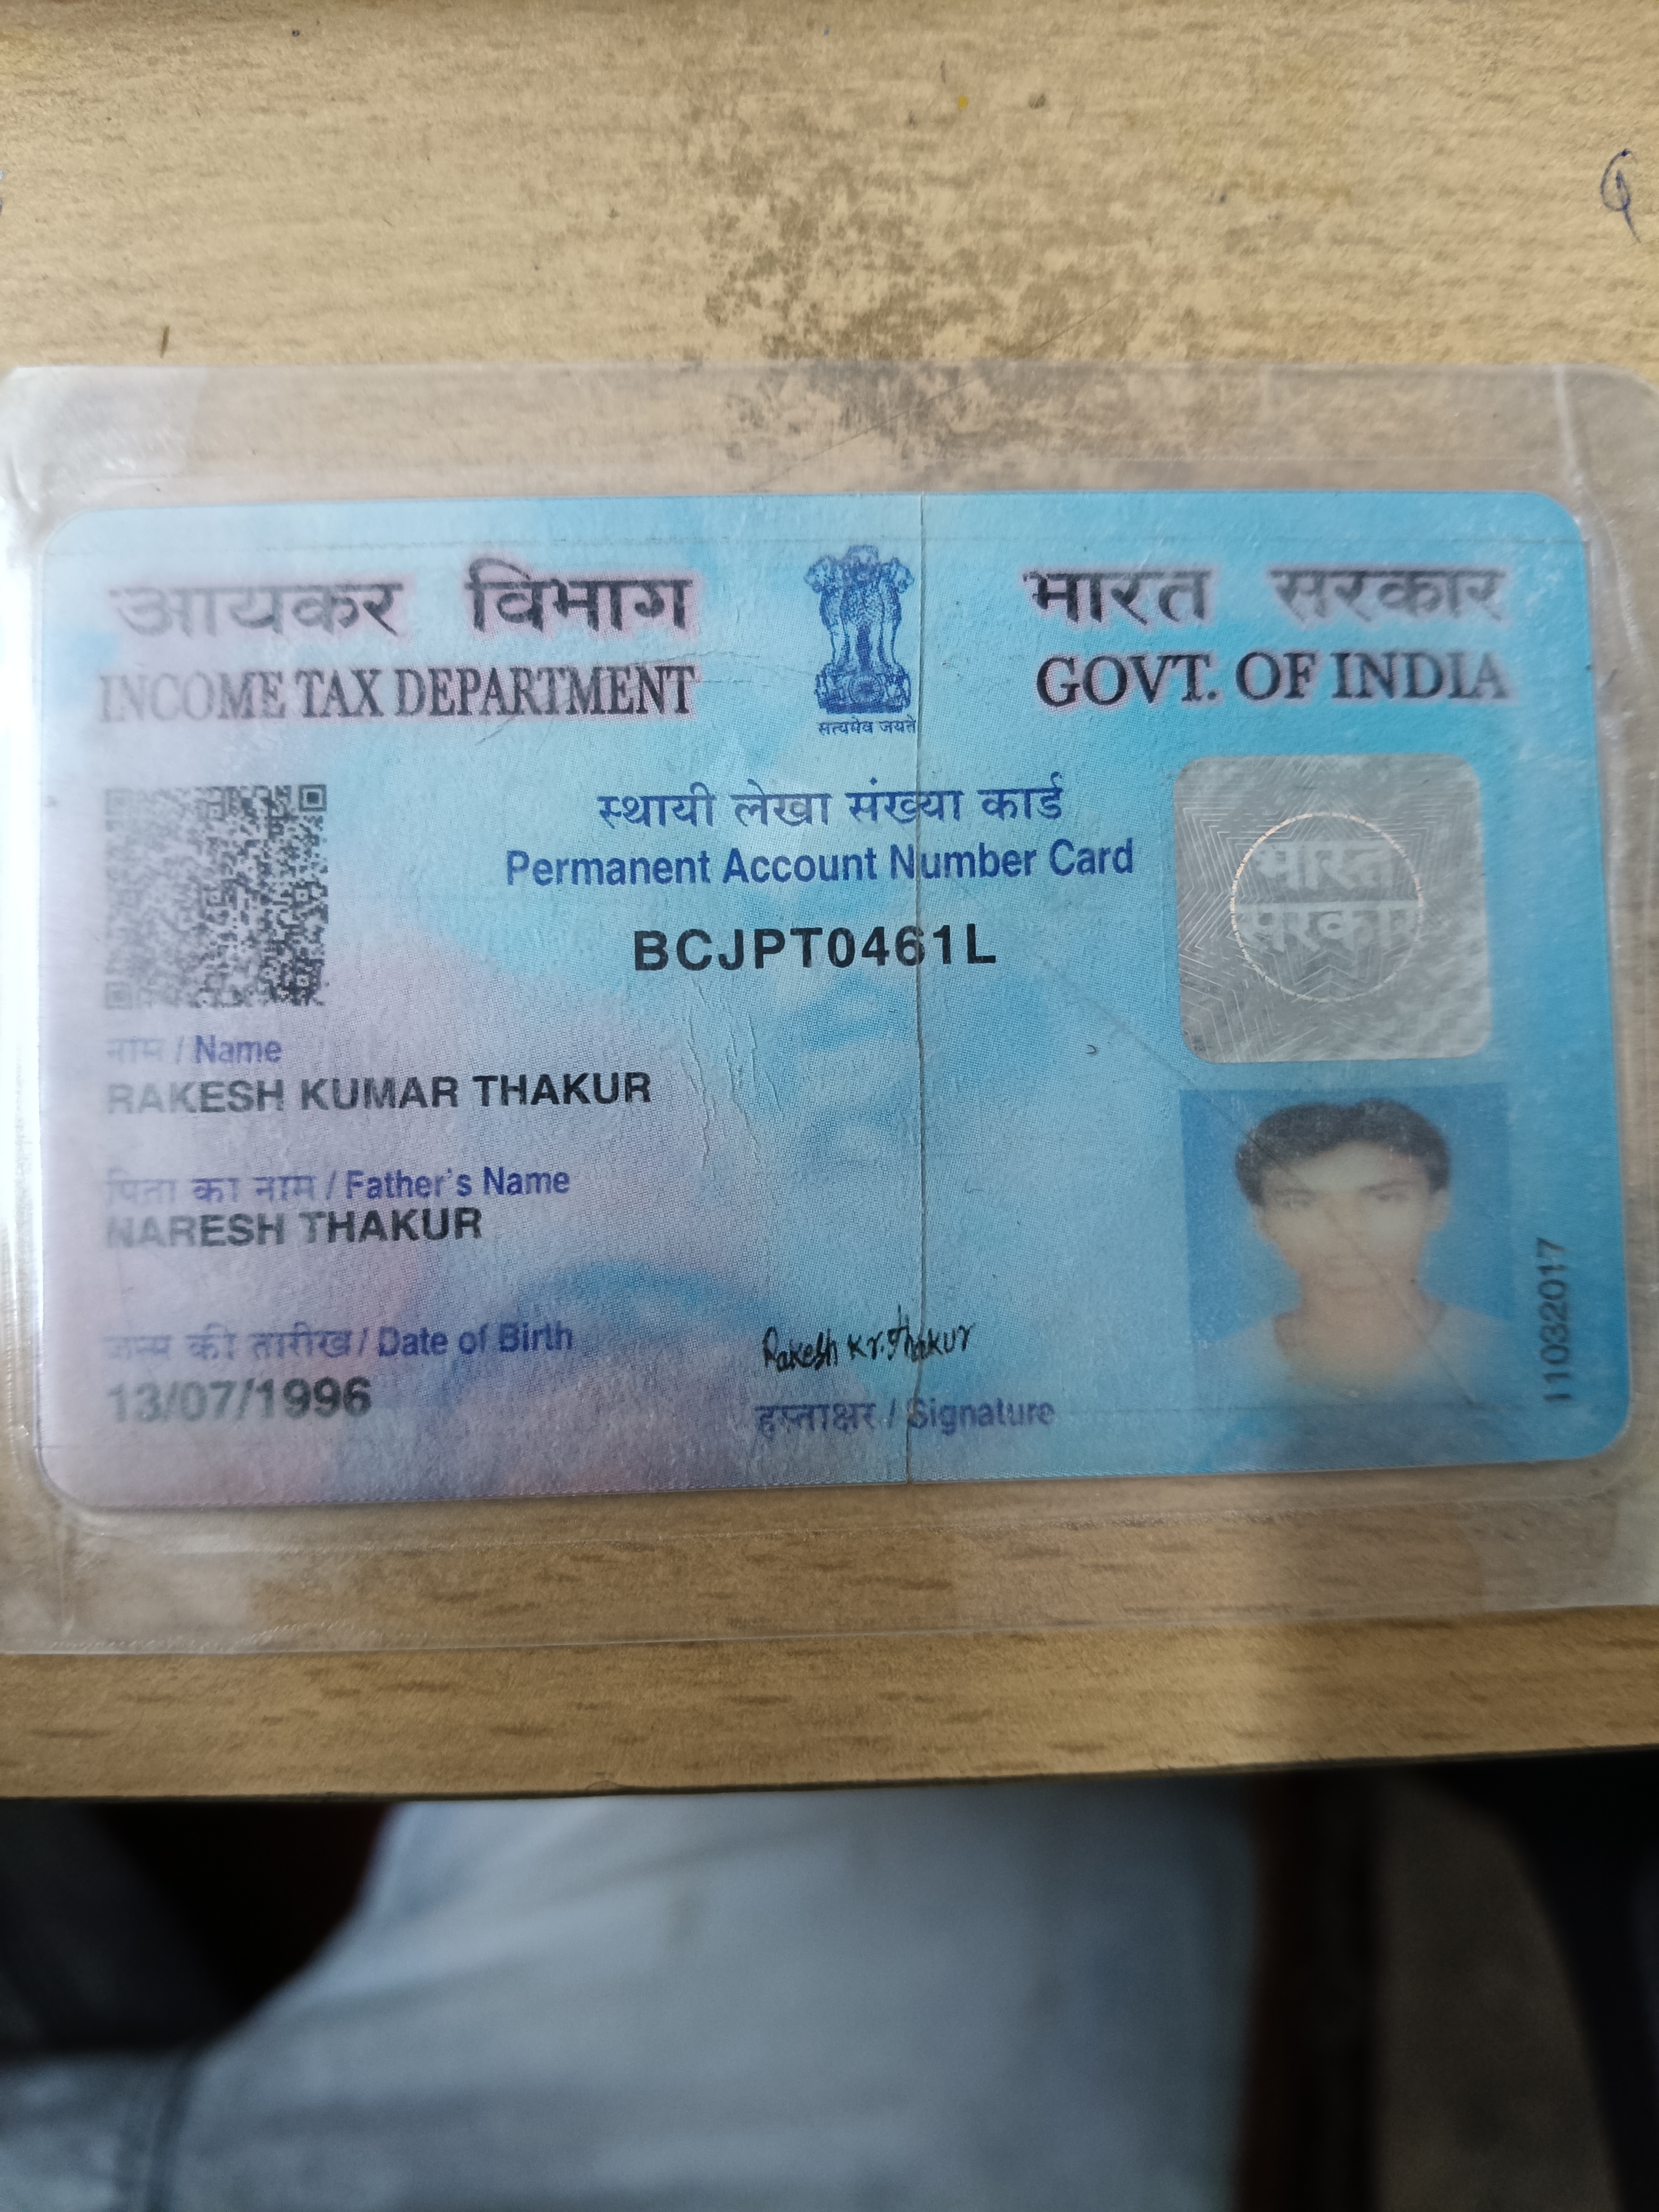 आयकर विभाग
INCOME TAX DEPARTMENT
सत्यमेव जयते
भारत सरकार
GOVT. OF INDIA
स्थायी लेखा संख्या कार्ड
Permanent Account Number Card
BCJPT0461L
भारत
सरकार
नाम / Name
RAKESH KUMAR THAKUR
पिता का नाम / Father's Name
NARESH THAKUR
जन्म की तारीख / Date of Birth
13/07/1996
Rakesh Kr. Thakur
हस्ताक्षर / Signature
11032017